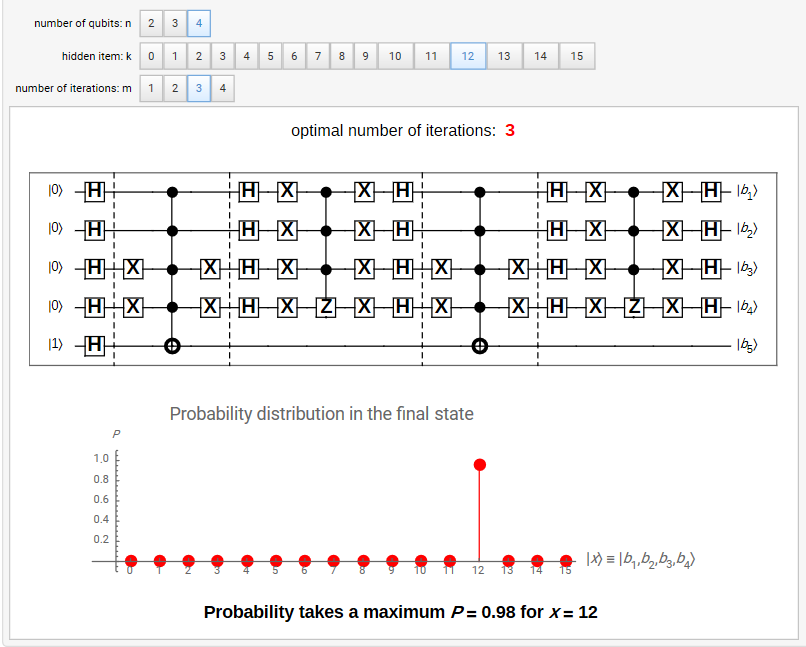 number of qubits: n 2 3 4
hidden item: k 0 1 2 3 4 5 6 7 8 9 10 11 12 13 14 15
number of iterations: m 1 2 3 4
optimal number of iterations: 3
|0⟩ H H X X H H X X H |b₁⟩
|0⟩ H H X X H H X X H |b₂⟩
|0⟩ H X X H X X H X X H X X H |b₃⟩
|0⟩ H X X H X Z X H X X H X Z X H |b₄⟩
|1⟩ H |b₅⟩
Probability distribution in the final state
P
1.0
0.8
0.6
0.4
0.2
0 1 2 3 4 5 6 7 8 9 10 11 12 13 14 15
|x⟩ ≡ |b₁,b₂,b₃,b₄⟩
Probability takes a maximum P = 0.98 for x = 12